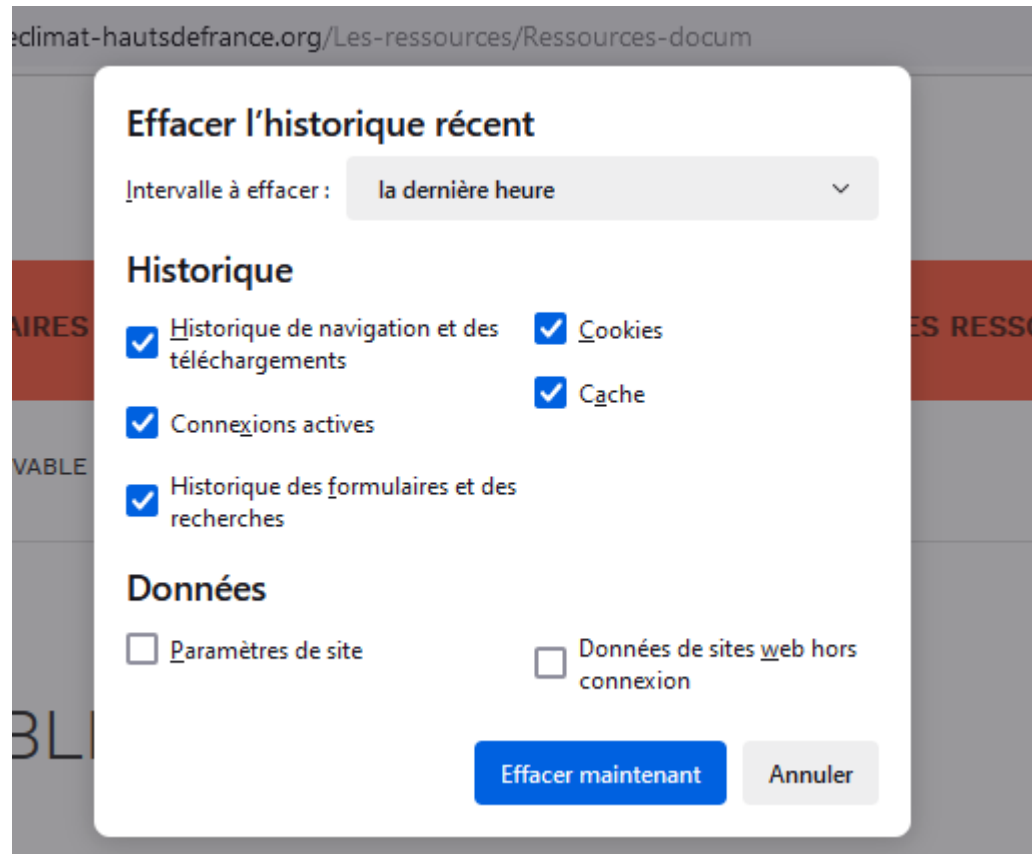 eclimat-hautsdefrance.org/Les-ressources/Ressources-docum
Effacer l’historique récent
Intervalle à effacer : la dernière heure
Historique
AIRES
Historique de navigation et des
téléchargements
Cookies
ES RESSO
Cache
Connexions actives
VABLE
Historique des formulaires et des
recherches
Données
Paramètres de site
Données de sites web hors
connexion
BL
Effacer maintenant
Annuler